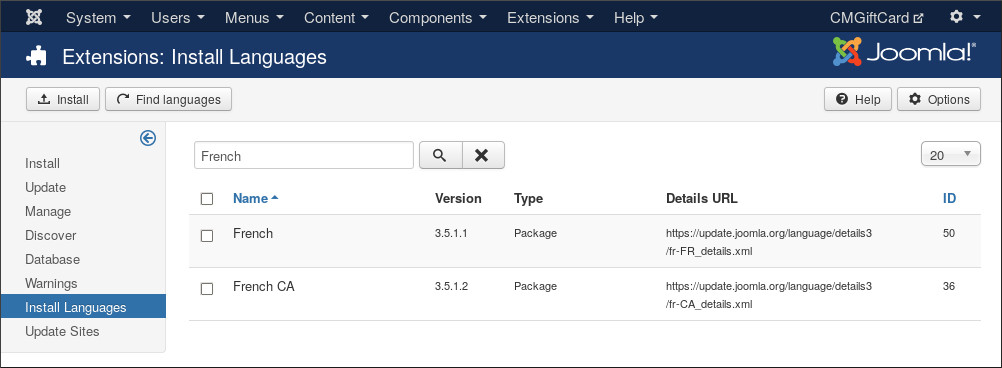 System Users Menus Content Components Extensions Help CMGiftCard
Extensions: Install Languages Joomla!®
Install Find languages Help Options
French 20
Install
Update
Manage
Discover
Database
Warnings
Install Languages
Update Sites
Name Version Type Details URL ID
French 3.5.1.1 Package https://update.joomla.org/language/details3 50
/fr-FR_details.xml
French CA 3.5.1.2 Package https://update.joomla.org/language/details3 36
/fr-CA_details.xml